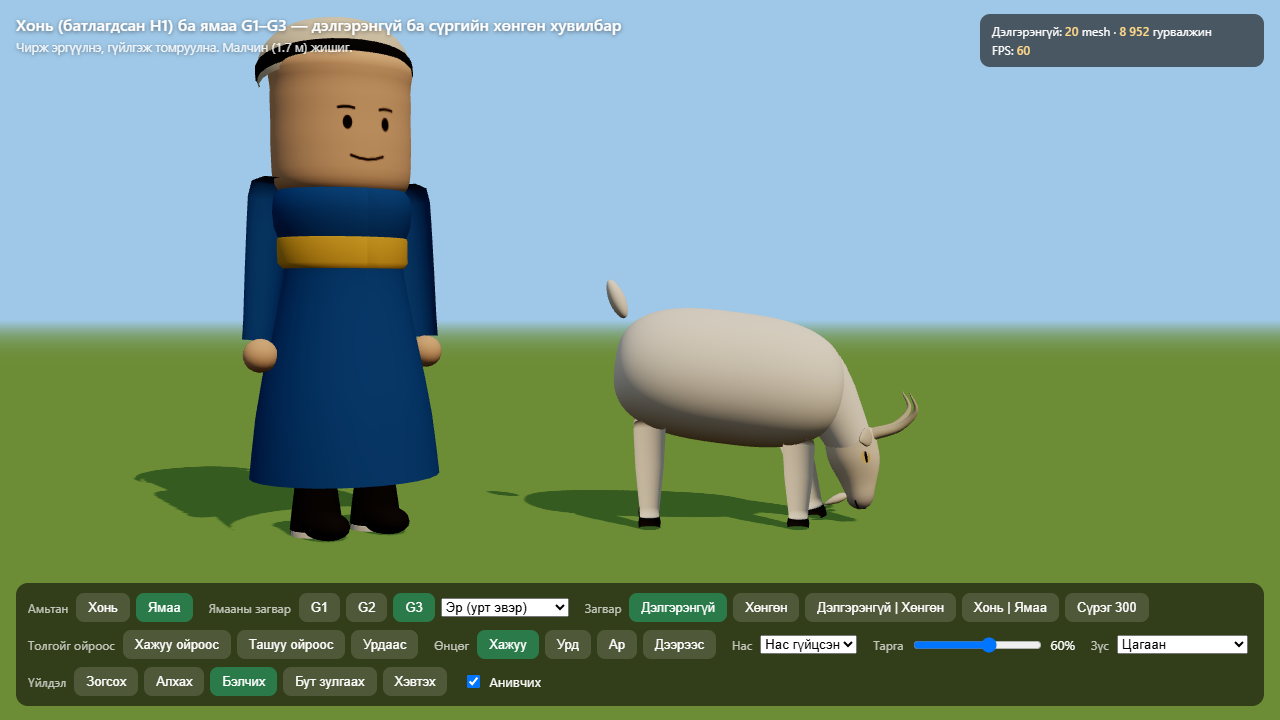 Хонь (батлагдсан H1) ба ямаа G1–G3 — дэлгэрэнгүй ба сүргийн хөнгөн хувилбар
Чирж эргүүлнэ, гүйлгэж томруулна. Малчин (1.7 м) жишиг.
Дэлгэрэнгүй: 20 mesh · 8 952 гурвалжин
FPS: 60
Амьтан Хонь Ямаа Ямааны загвар G1 G2 G3 Эр (урт эвэр) Загвар Дэлгэрэнгүй Хөнгөн Дэлгэрэнгүй | Хөнгөн Хонь | Ямаа Сүрэг 300
Толгойг ойроос Хажуу ойроос Ташуу ойроос Урдаас Өнцөг Хажуу Урд Ар Дээрээс Нас Нас гүйцсэн Тарга 60% Зүс Цагаан
Үйлдэл Зогсох Алхах Бэлчих Бут зулгаах Хэвтэх Анивчих